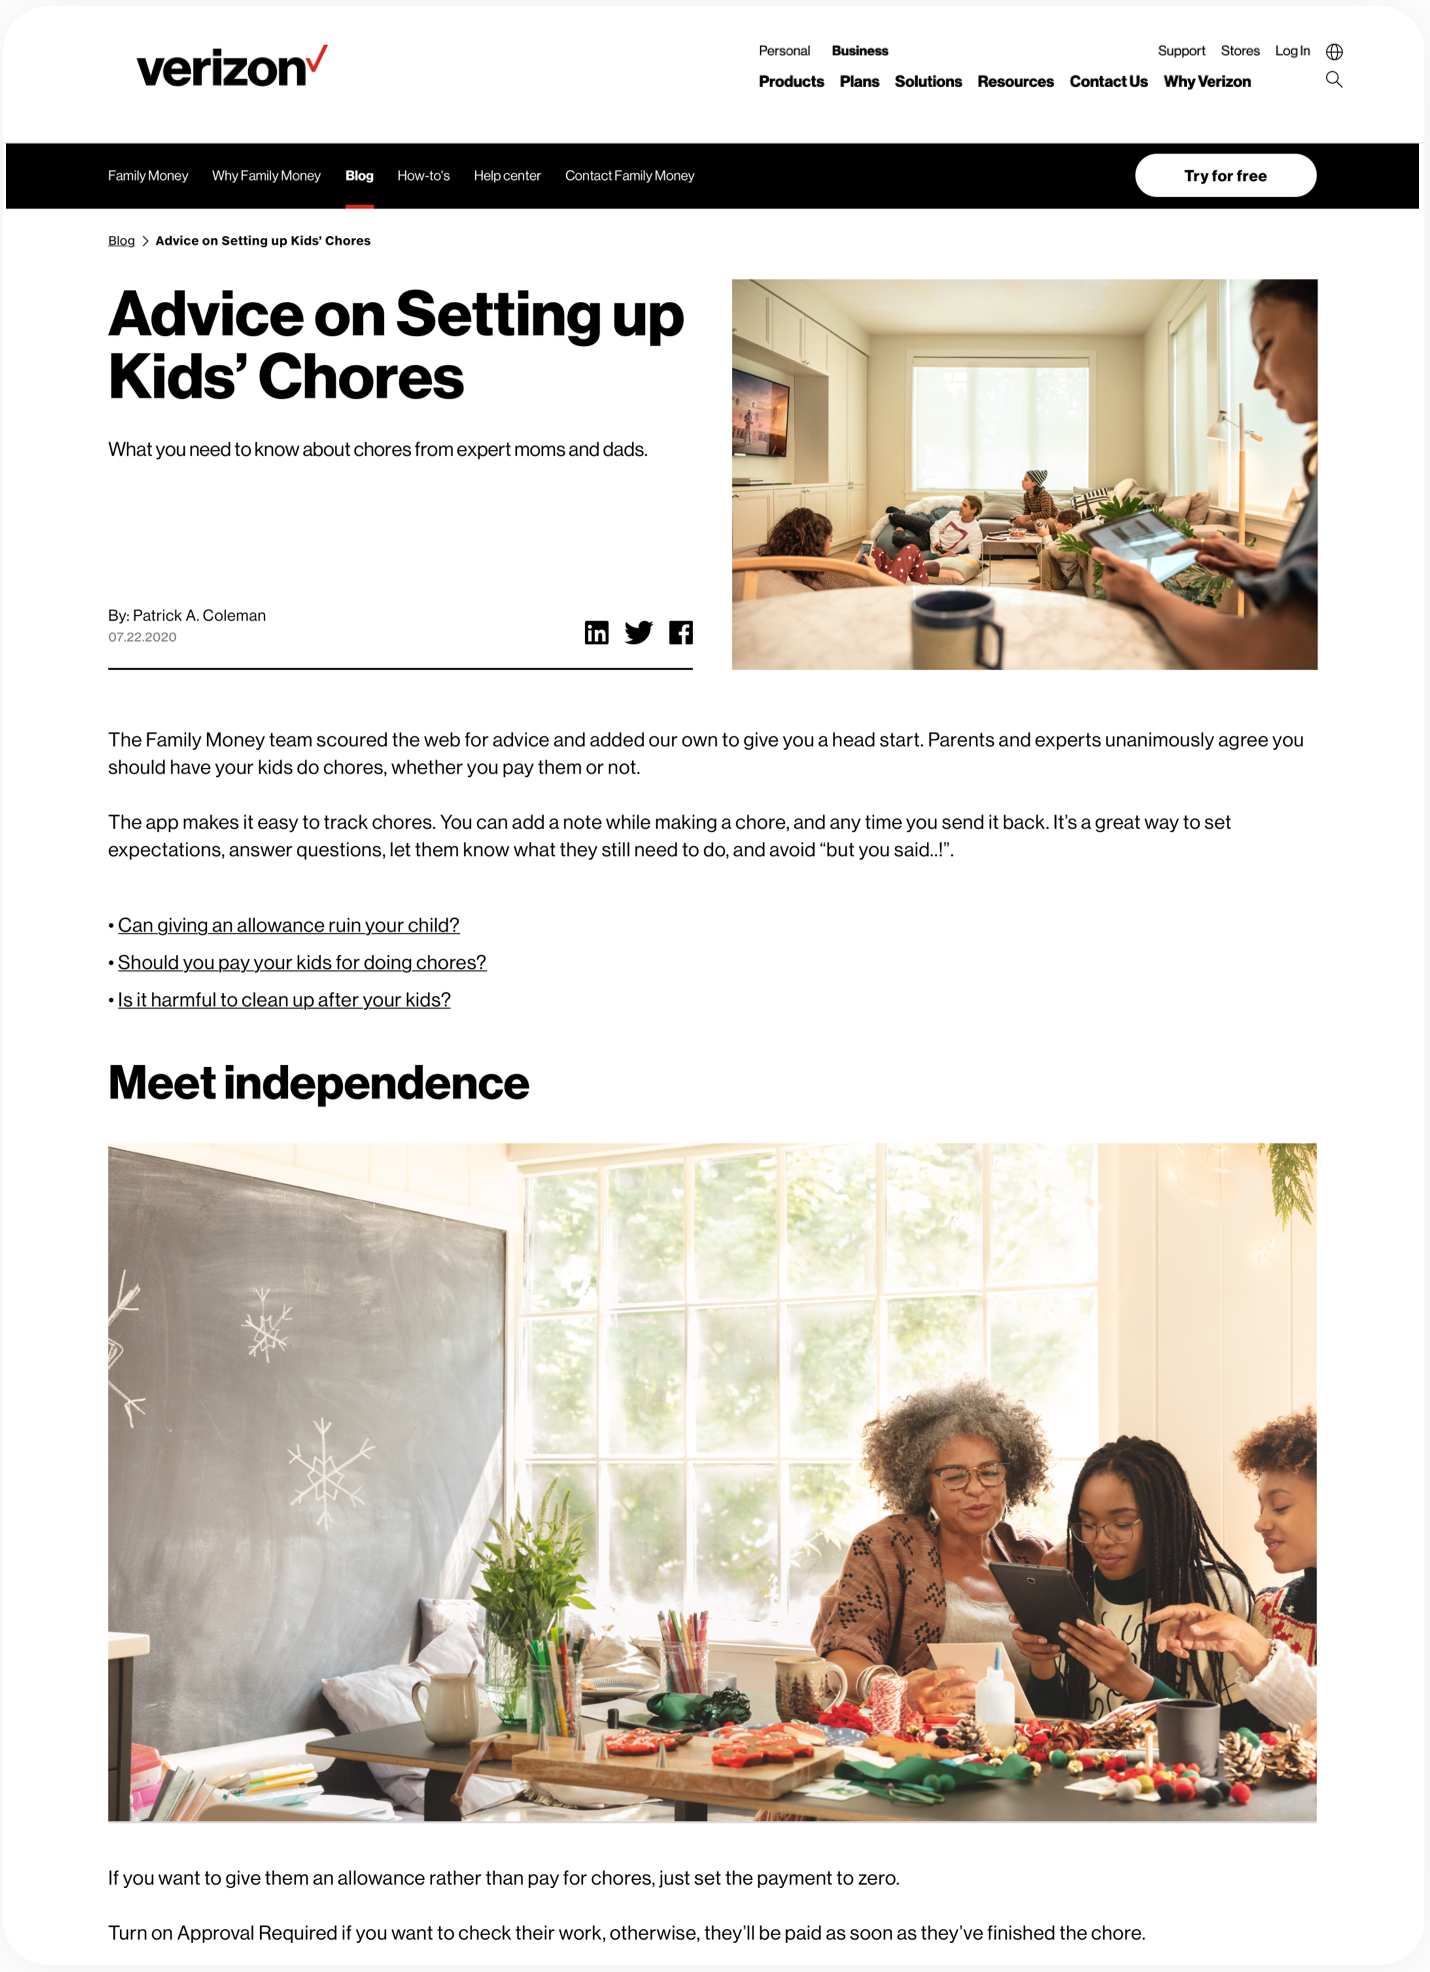 verizon
Personal Business
Support Stores Log In
Products Plans Solutions Resources Contact Us Why Verizon
Family Money Why Family Money Blog How-to's Help center Contact Family Money
Try for free
Blog > Advice on Setting up Kids’ Chores
Advice on Setting up
Kids’ Chores
What you need to know about chores from expert moms and dads.
By: Patrick A. Coleman
07.22.2020
The Family Money team scoured the web for advice and added our own to give you a head start. Parents and experts unanimously agree you
should have your kids do chores, whether you pay them or not.
The app makes it easy to track chores. You can add a note while making a chore, and any time you send it back. It’s a great way to set
expectations, answer questions, let them know what they still need to do, and avoid “but you said..!”.
• Can giving an allowance ruin your child?
• Should you pay your kids for doing chores?
• Is it harmful to clean up after your kids?
Meet independence
If you want to give them an allowance rather than pay for chores, just set the payment to zero.
Turn on Approval Required if you want to check their work, otherwise, they’ll be paid as soon as they’ve finished the chore.